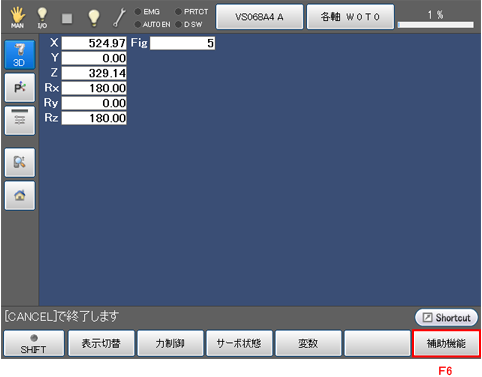 MAN I/O EMG PRTCT AUTO EN D SW VS068A4 A 各軸 W0T0 1 %
3D
X 524.97 Fig 5
Y 0.00
Z 329.14
Rx 180.00
Ry 0.00
Rz 180.00
P
[CANCEL]で終了します Shortcut
SHIFT 表示切替 力制御 サーボ状態 変数 補助機能
F6